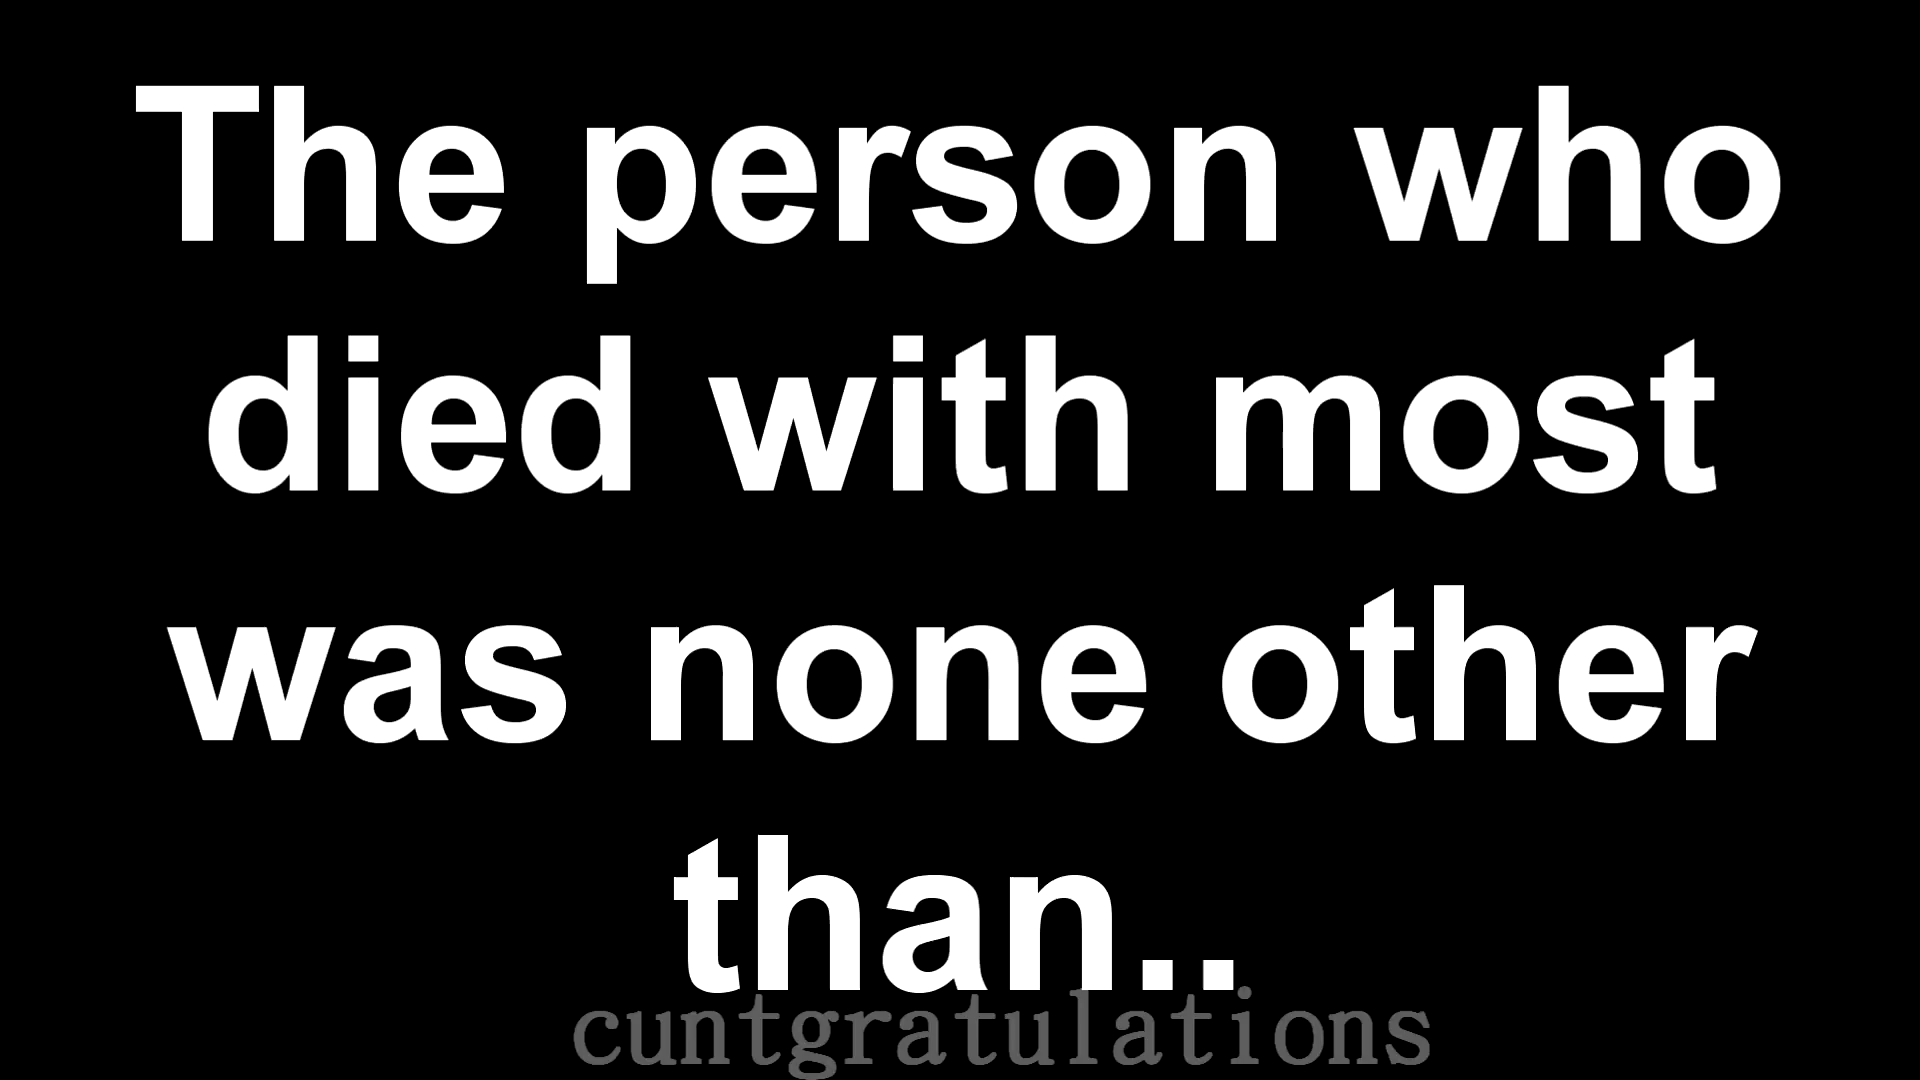 The person who
died with most
was none other
than..
cuntgratulations